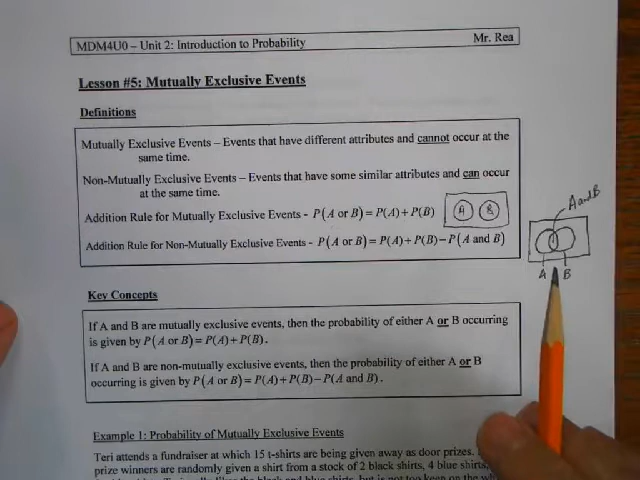 MDM4U0 – Unit 2: Introduction to Probability Mr. Rea
Lesson #5: Mutually Exclusive Events
Definitions
Mutually Exclusive Events – Events that have different attributes and cannot occur at the
same time.
Non-Mutually Exclusive Events – Events that have some similar attributes and can occur
at the same time.
Addition Rule for Mutually Exclusive Events - P(A or B) = P(A)+P(B) A B
Addition Rule for Non-Mutually Exclusive Events - P(A or B) = P(A)+P(B)−P(A and B)
A and B
A B
Key Concepts
If A and B are mutually exclusive events, then the probability of either A or B occurring
is given by P(A or B)=P(A)+P(B).
If A and B are non-mutually exclusive events, then the probability of either A or B
occurring is given by P(A or B)=P(A)+P(B)−P(A and B).
Example 1: Probability of Mutually Exclusive Events
Teri attends a fundraiser at which 15 t-shirts are being given away as door prizes.
prize winners are randomly given a shirt from a stock of 2 black shirts, 4 blue shirts,